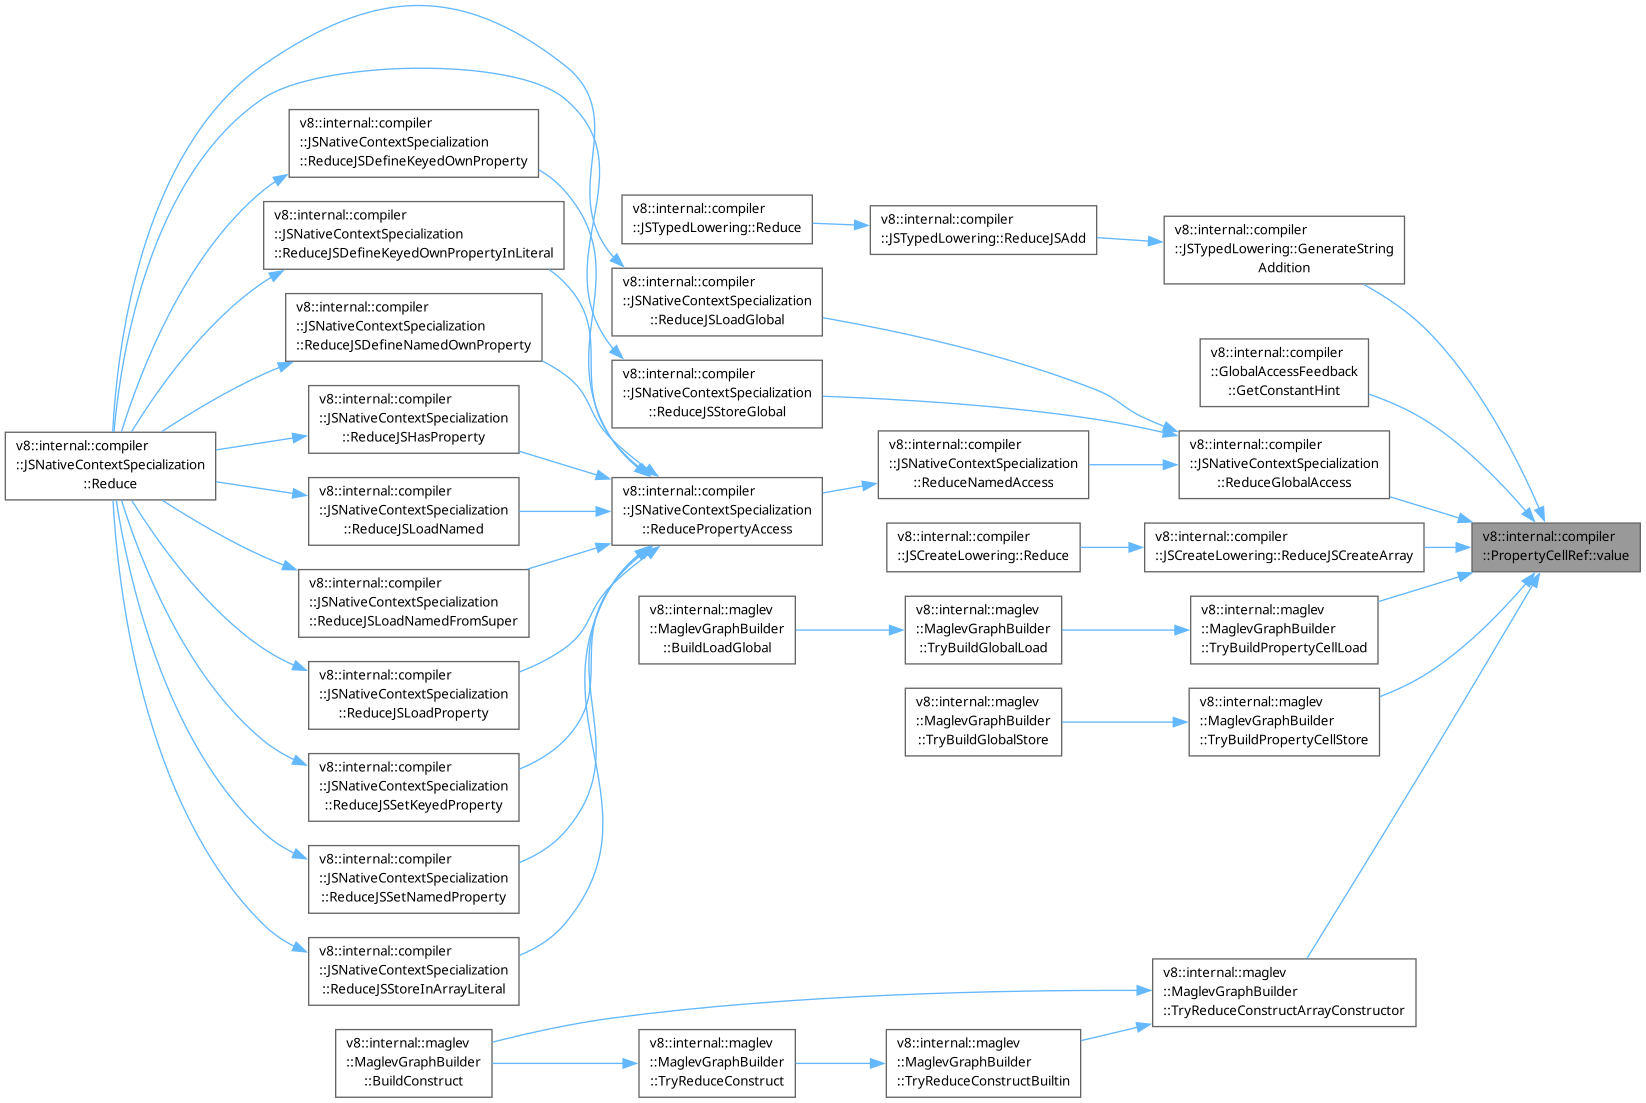 v8::internal::compiler
::JSNativeContextSpecialization
::Reduce
v8::internal::compiler
::JSNativeContextSpecialization
::ReduceJSDefineKeyedOwnProperty
v8::internal::compiler
::JSNativeContextSpecialization
::ReduceJSDefineKeyedOwnPropertyInLiteral
v8::internal::compiler
::JSNativeContextSpecialization
::ReduceJSDefineNamedOwnProperty
v8::internal::compiler
::JSNativeContextSpecialization
::ReduceJSHasProperty
v8::internal::compiler
::JSNativeContextSpecialization
::ReduceJSLoadNamed
v8::internal::compiler
::JSNativeContextSpecialization
::ReduceJSLoadNamedFromSuper
v8::internal::compiler
::JSNativeContextSpecialization
::ReduceJSLoadProperty
v8::internal::compiler
::JSNativeContextSpecialization
::ReduceJSSetKeyedProperty
v8::internal::compiler
::JSNativeContextSpecialization
::ReduceJSSetNamedProperty
v8::internal::compiler
::JSNativeContextSpecialization
::ReduceJSStoreInArrayLiteral
v8::internal::maglev
::MaglevGraphBuilder
::BuildConstruct
v8::internal::compiler
::JSTypedLowering::Reduce
v8::internal::compiler
::JSNativeContextSpecialization
::ReduceJSLoadGlobal
v8::internal::compiler
::JSNativeContextSpecialization
::ReduceJSStoreGlobal
v8::internal::compiler
::JSNativeContextSpecialization
::ReducePropertyAccess
v8::internal::maglev
::MaglevGraphBuilder
::BuildLoadGlobal
v8::internal::maglev
::MaglevGraphBuilder
::TryReduceConstruct
v8::internal::compiler
::JSTypedLowering::ReduceJSAdd
v8::internal::compiler
::JSNativeContextSpecialization
::ReduceNamedAccess
v8::internal::compiler
::JSCreateLowering::Reduce
v8::internal::maglev
::MaglevGraphBuilder
::TryBuildGlobalLoad
v8::internal::maglev
::MaglevGraphBuilder
::TryBuildGlobalStore
v8::internal::maglev
::MaglevGraphBuilder
::TryReduceConstructBuiltin
v8::internal::compiler
::JSTypedLowering::GenerateString
Addition
v8::internal::compiler
::GlobalAccessFeedback
::GetConstantHint
v8::internal::compiler
::JSNativeContextSpecialization
::ReduceGlobalAccess
v8::internal::compiler
::JSCreateLowering::ReduceJSCreateArray
v8::internal::maglev
::MaglevGraphBuilder
::TryBuildPropertyCellLoad
v8::internal::maglev
::MaglevGraphBuilder
::TryBuildPropertyCellStore
v8::internal::maglev
::MaglevGraphBuilder
::TryReduceConstructArrayConstructor
v8::internal::compiler
::PropertyCellRef::value